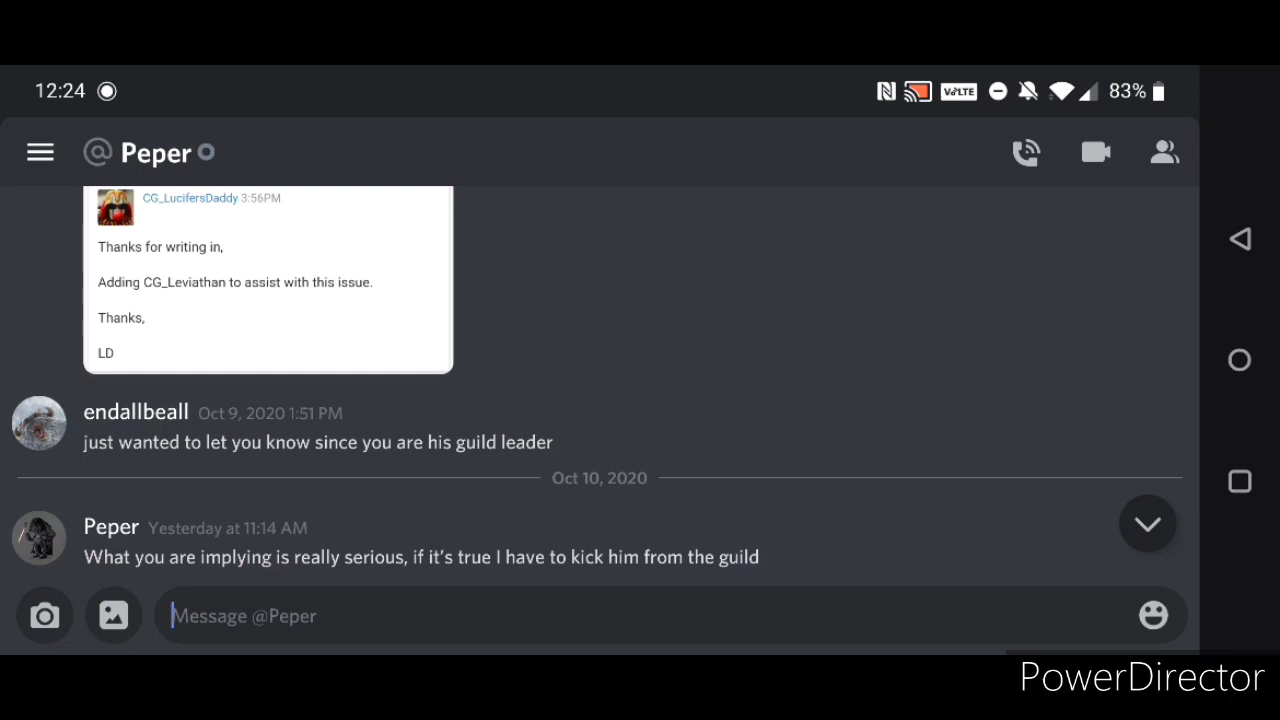 12:24
VoLTE
83%
@ Peper
CG_LucifersDaddy 3:56PM
Thanks for writing in,
Adding CG_Leviathan to assist with this issue.
Thanks,
LD
endallbeall Oct 9, 2020 1:51 PM
just wanted to let you know since you are his guild leader
Oct 10, 2020
Peper Yesterday at 11:14 AM
What you are implying is really serious, if it's true I have to kick him from the guild
Message @Peper
PowerDirector